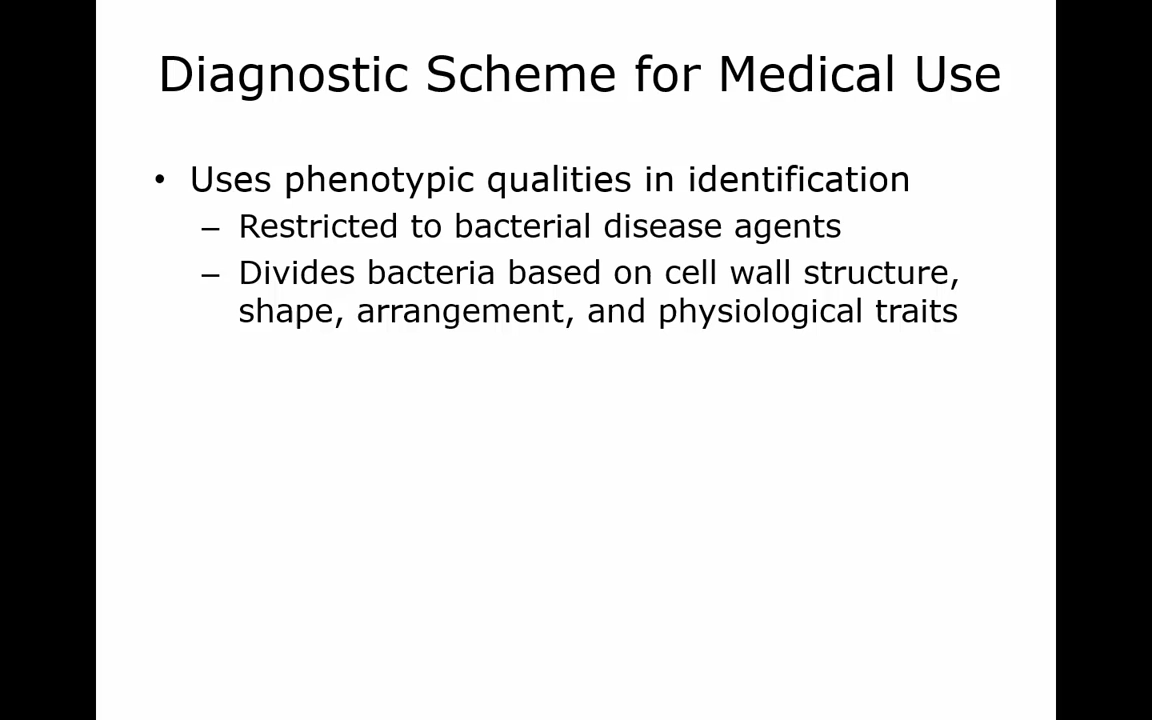 Diagnostic Scheme for Medical Use
• Uses phenotypic qualities in identification
– Restricted to bacterial disease agents
– Divides bacteria based on cell wall structure,
shape, arrangement, and physiological traits